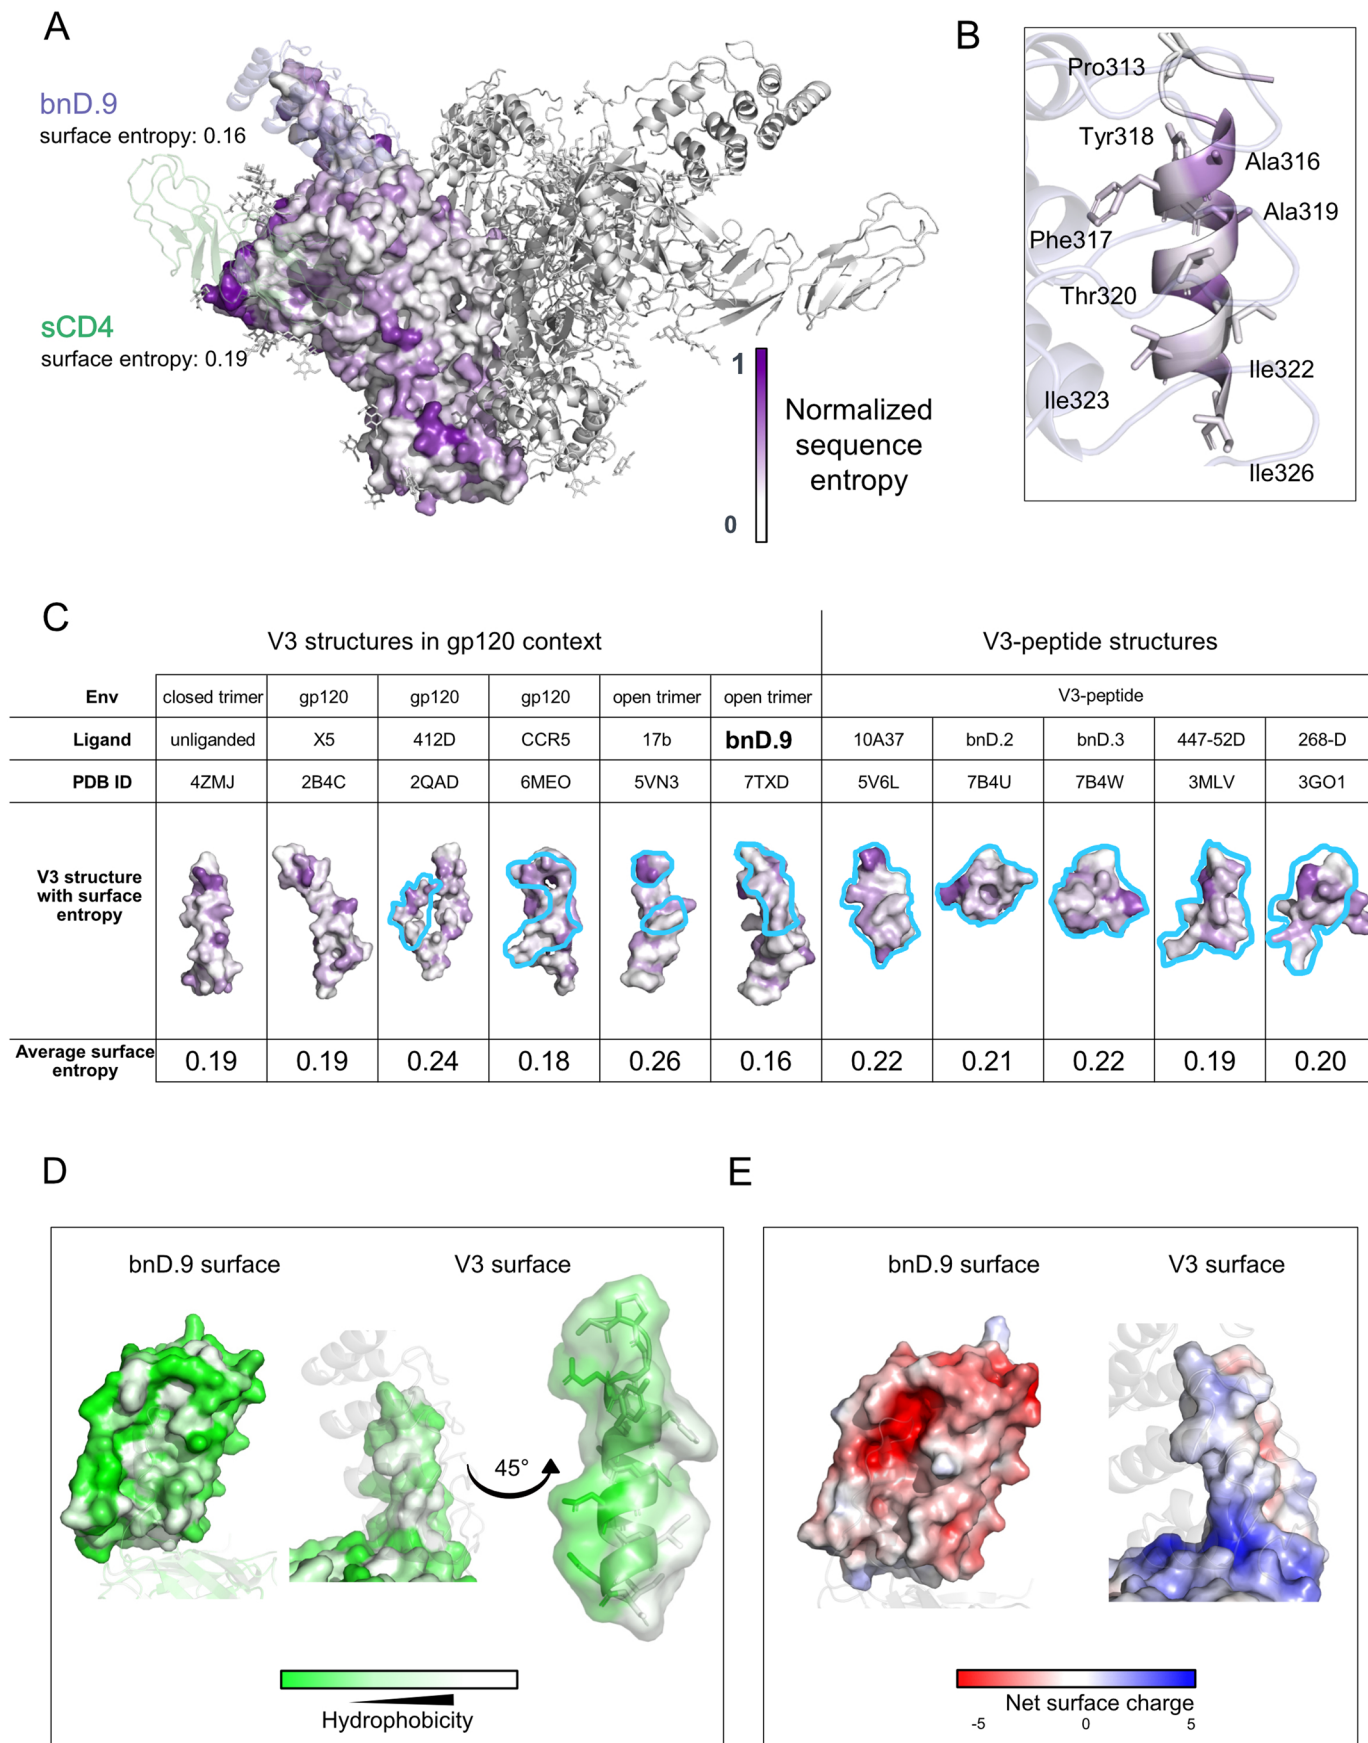 A
bnD.9
surface entropy: 0.16
sCD4
surface entropy: 0.19
1
0
Normalized
sequence
entropy
B
Pro313
Tyr318
Ala316
Ala319
Phe317
Thr320
Ile322
Ile323
Ile326
C
V3 structures in gp120 context
V3-peptide structures
Env closed trimer gp120 gp120 gp120 open trimer open trimer V3-peptide
Ligand unliganded X5 412D CCR5 17b bnD.9 10A37 bnD.2 bnD.3 447-52D 268-D
PDB ID 4ZMJ 2B4C 2QAD 6MEO 5VN3 7TXD 5V6L 7B4U 7B4W 3MLV 3GO1
V3 structure
with surface
entropy
Average surface
entropy
0.19 0.19 0.24 0.18 0.26 0.16 0.22 0.21 0.22 0.19 0.20
D
bnD.9 surface
V3 surface
45°
Hydrophobicity
E
bnD.9 surface
V3 surface
Net surface charge
-5 0 5